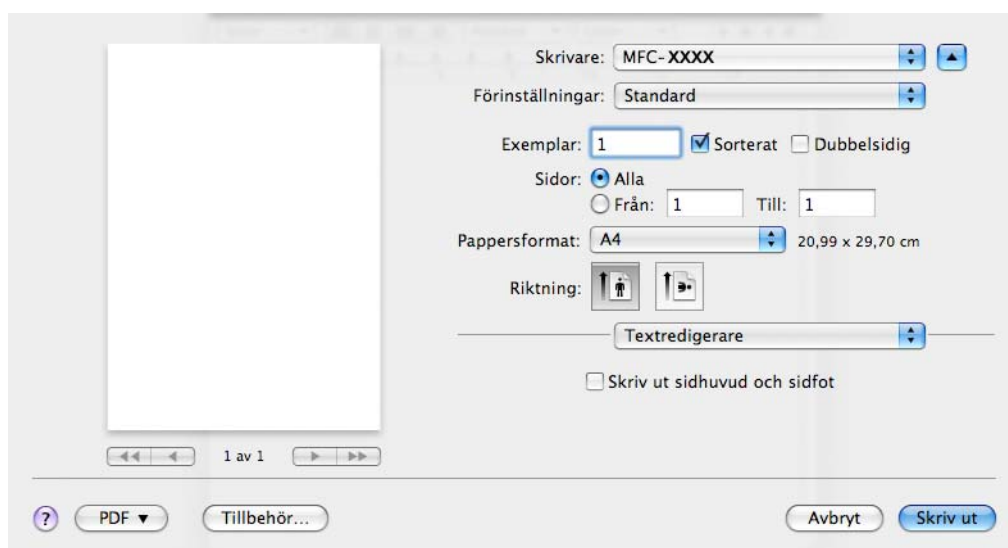 Skrivare: MFC-XXXX
Förinställningar: Standard
Exemplar: 1 Sorterat Dubbelsidig
Sidor: Alla
Från: 1 Till: 1
Pappersformat: A4 20,99 x 29,70 cm
Riktning:
Textredigerare
Skriv ut sidhuvud och sidfot
1 av 1
? PDF ▼ Tillbehör... Avbryt Skriv ut